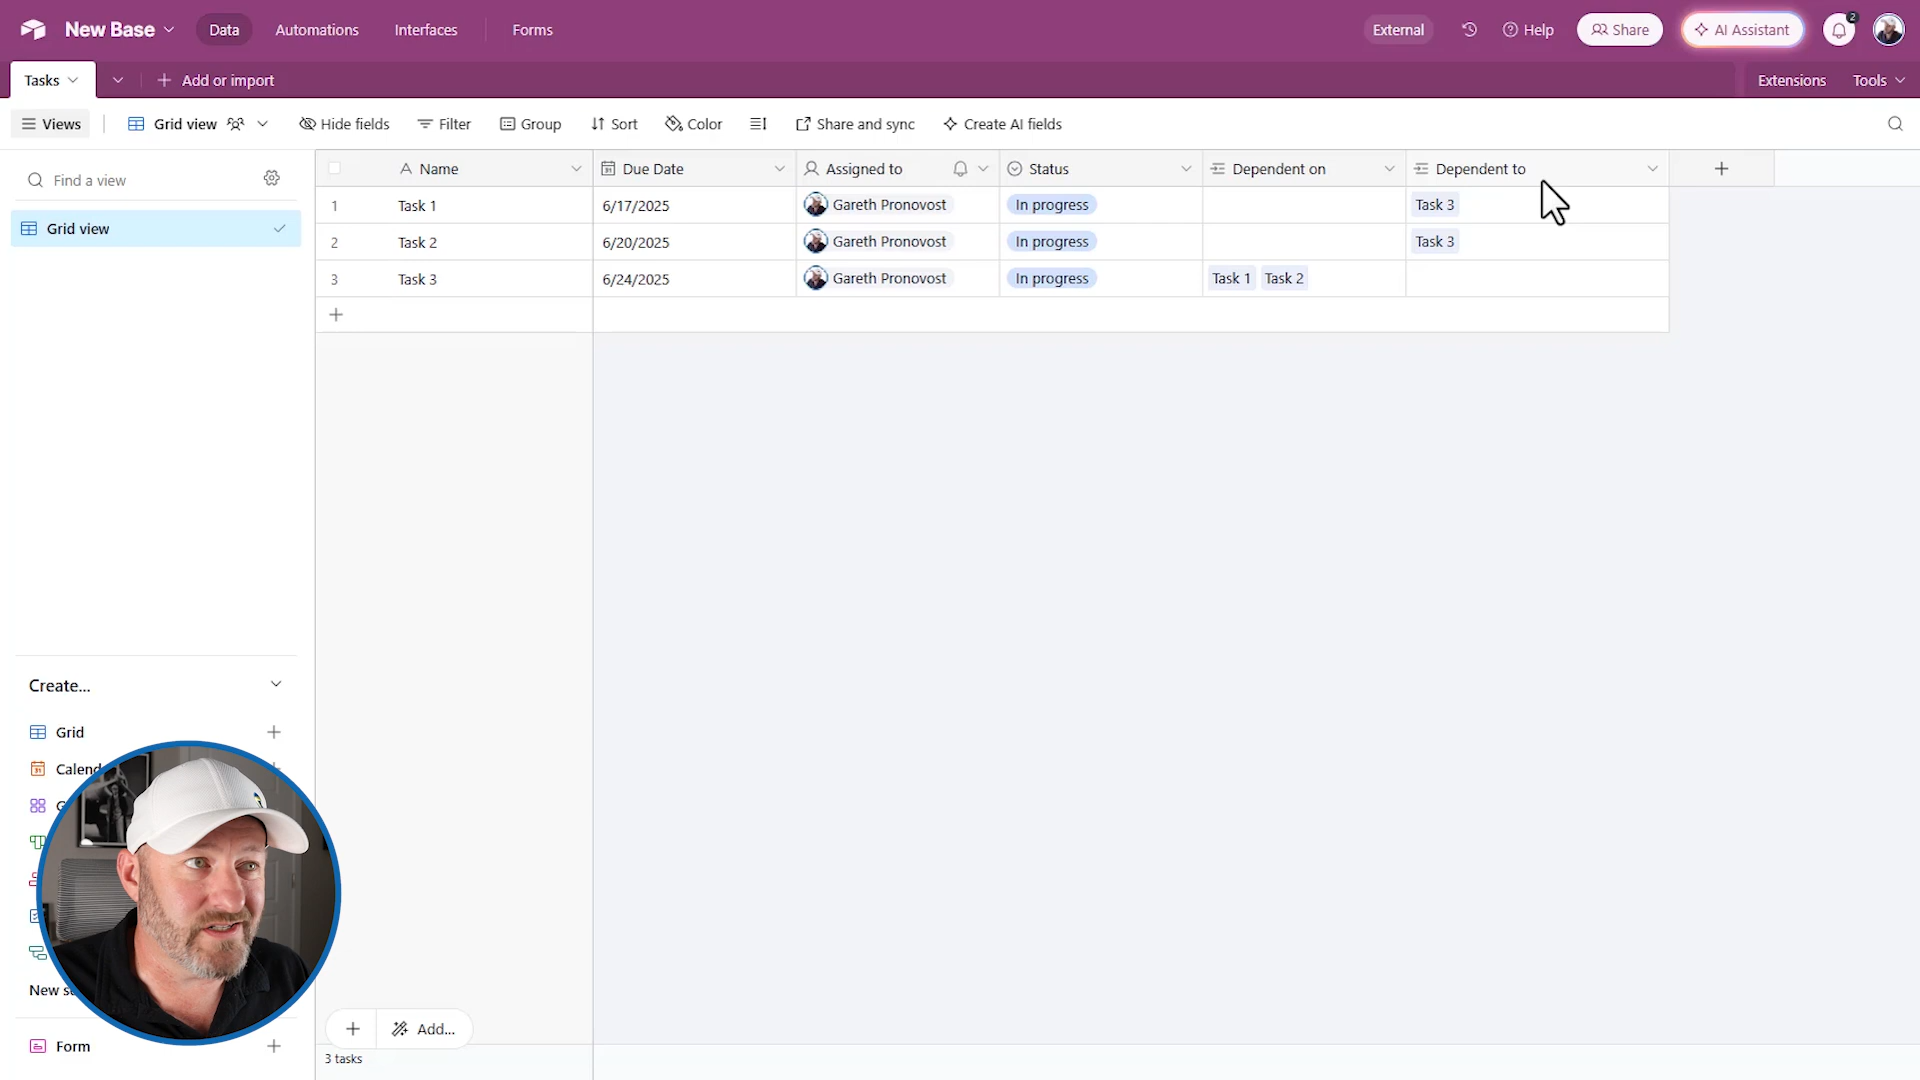 New Base
Data
Automations
Interfaces
Forms
External
Help
Share
AI Assistant
2
Tasks
Add or import
Extensions
Tools
Views
Grid view
Hide fields
Filter
Group
Sort
Color
Share and sync
Create AI fields
Find a view
Grid view
Name
Due Date
Assigned to
Status
Dependent on
Dependent to
1 Task 1 6/17/2025 Gareth Pronovost In progress Task 3
2 Task 2 6/20/2025 Gareth Pronovost In progress Task 3
3 Task 3 6/24/2025 Gareth Pronovost In progress Task 1 Task 2
Create...
Grid
Form
Add...
3 tasks